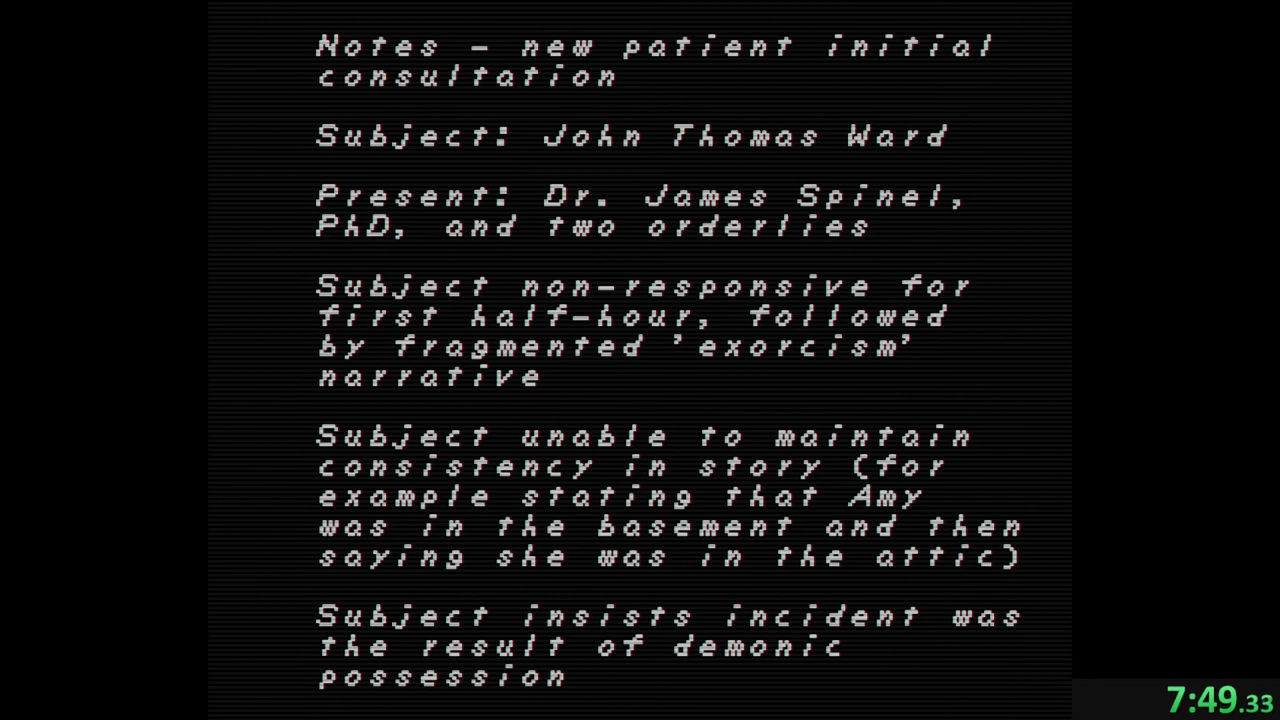 Notes - new patient initial
consultation
Subject: John Thomas Ward
Present: Dr. James Spinel,
PhD, and two orderlies
Subject non-responsive for
first half-hour, followed
by fragmented 'exorcism'
narrative
Subject unable to maintain
consistency in story (for
example stating that Amy
was in the basement and then
saying she was in the attic)
Subject insists incident was
the result of demonic
possession
7:49.33